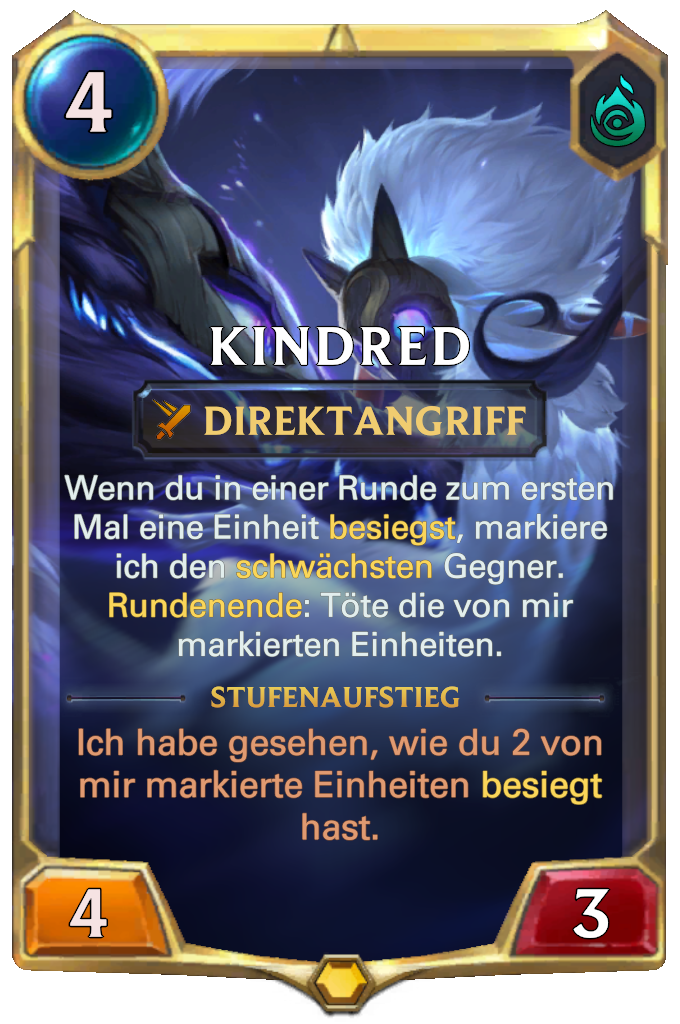 4
KINDRED
DIREKTANGRIFF
Wenn du in einer Runde zum ersten
Mal eine Einheit besiegst, markiere
ich den schwächsten Gegner.
Rundenende: Töte die von mir
markierten Einheiten.
STUFENAUFSTIEG
Ich habe gesehen, wie du 2 von
mir markierte Einheiten besiegt
hast.
4
3